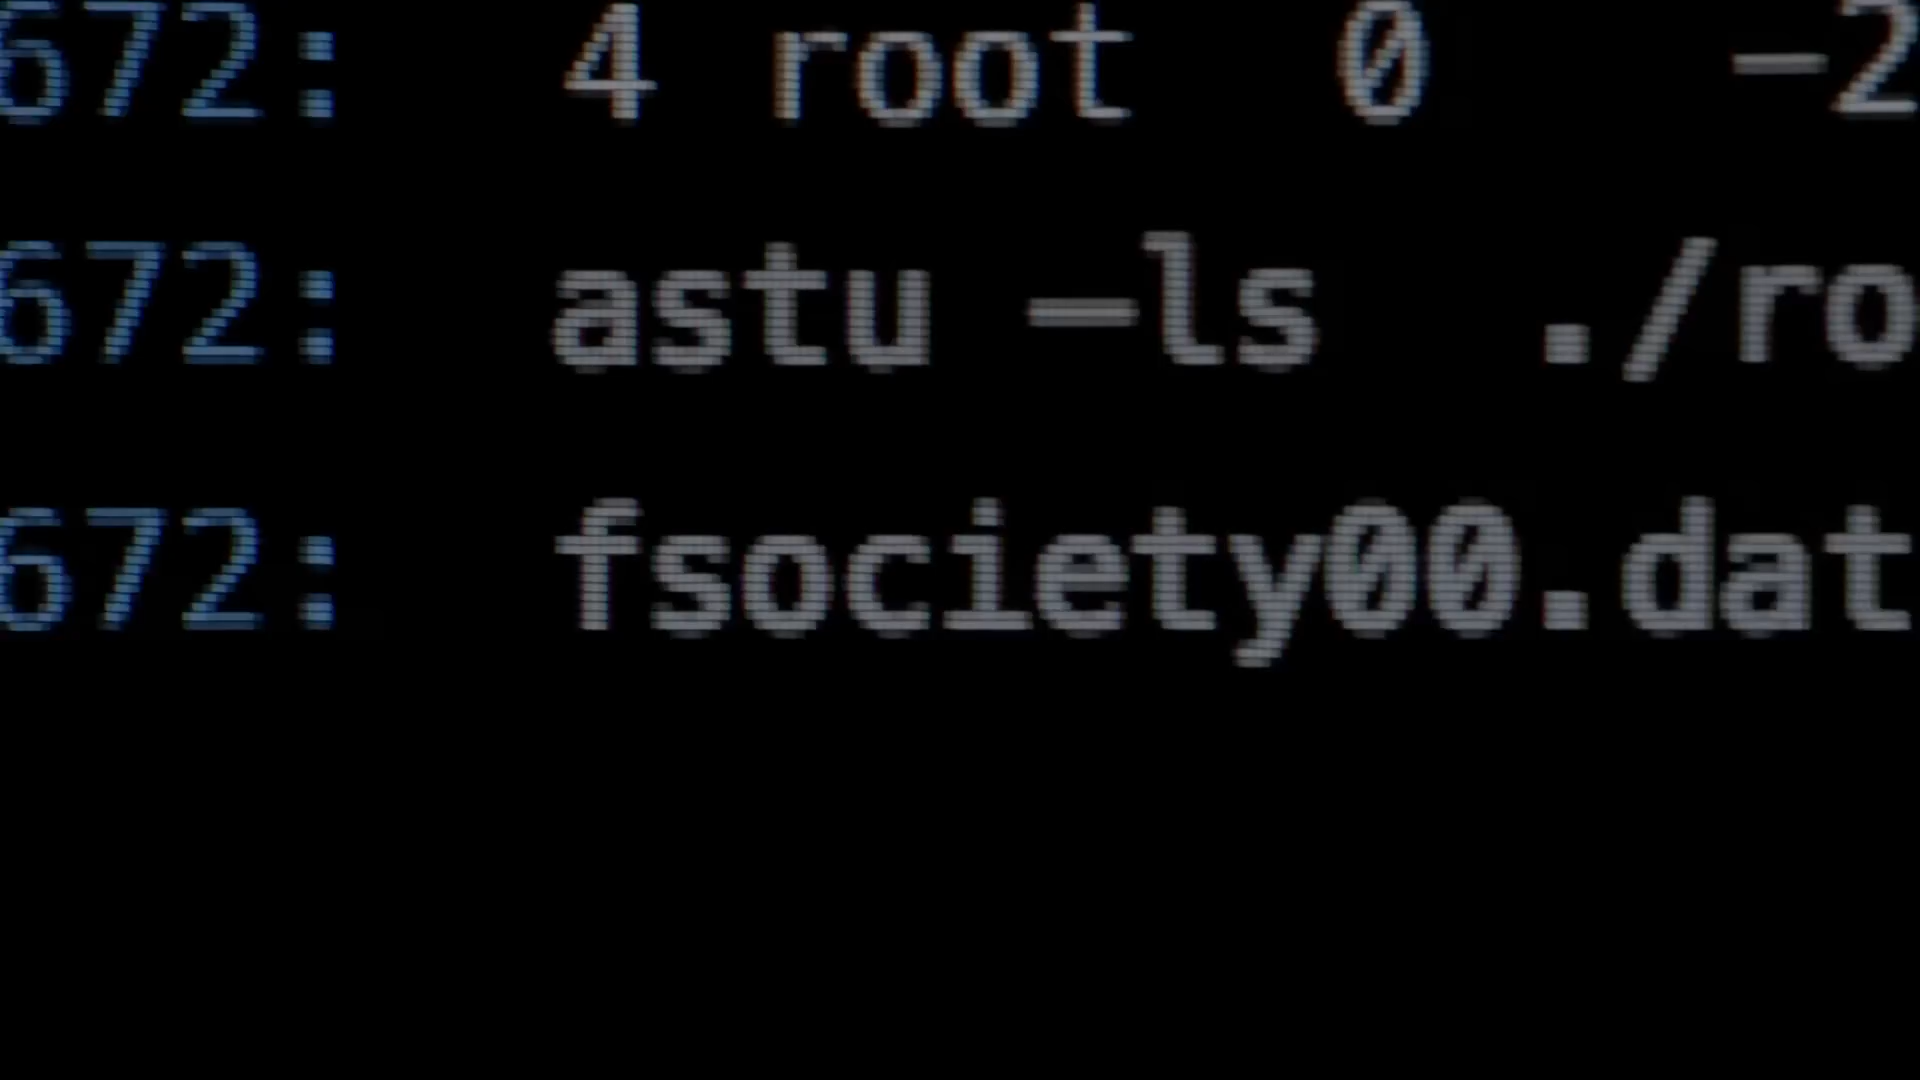 672: 4 root 0 -2
672: astu -ls ./ro
672: fsociety00.dat